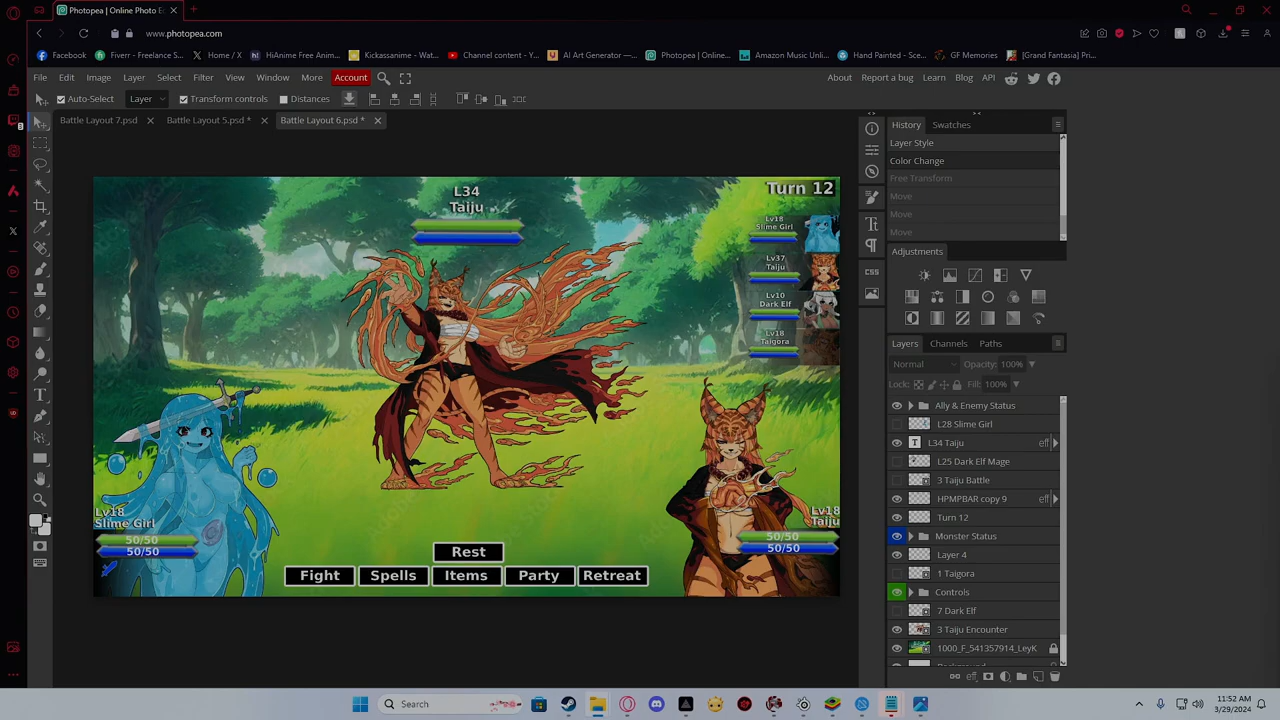 Photopea | Online Photo Ec
www.photopea.com
Facebook
Fiverr - Freelance S...
Home / X
HiAnime Free Anim...
Kickassanime - Wat...
Channel content - Y...
AI Art Generator —...
Photopea | Online...
Amazon Music Unli...
Hand Painted - Sce...
GF Memories
[Grand Fantasia] Pri...
File Edit Image Layer Select Filter View Window More Account
About Report a bug Learn Blog API
Auto-Select Layer Transform controls Distances
Battle Layout 7.psd
Battle Layout 5.psd *
Battle Layout 6.psd *
History Swatches
Layer Style
Color Change
Free Transform
Move
Move
Move
Adjustments
CSS
Layers Channels Paths
Normal Opacity: 100%
Lock: Fill: 100%
Ally & Enemy Status
L28 Slime Girl
L34 Taiju eff
L25 Dark Elf Mage
3 Taiju Battle
HPMPBAR copy 9 eff
Turn 12
Monster Status
Layer 4
1 Taigora
Controls
7 Dark Elf
3 Taiju Encounter
1000_F_541357914_LeyK
Background
eff
L34
Taiju
Turn 12
Lv18
Slime Girl
Lv37
Taiju
Lv10
Dark Elf
Lv18
Taigora
Lv18
Slime Girl
50/50
50/50
Lv18
Taiju
50/50
50/50
Rest
Fight Spells Items Party Retreat
Search
11:52 AM
3/29/2024